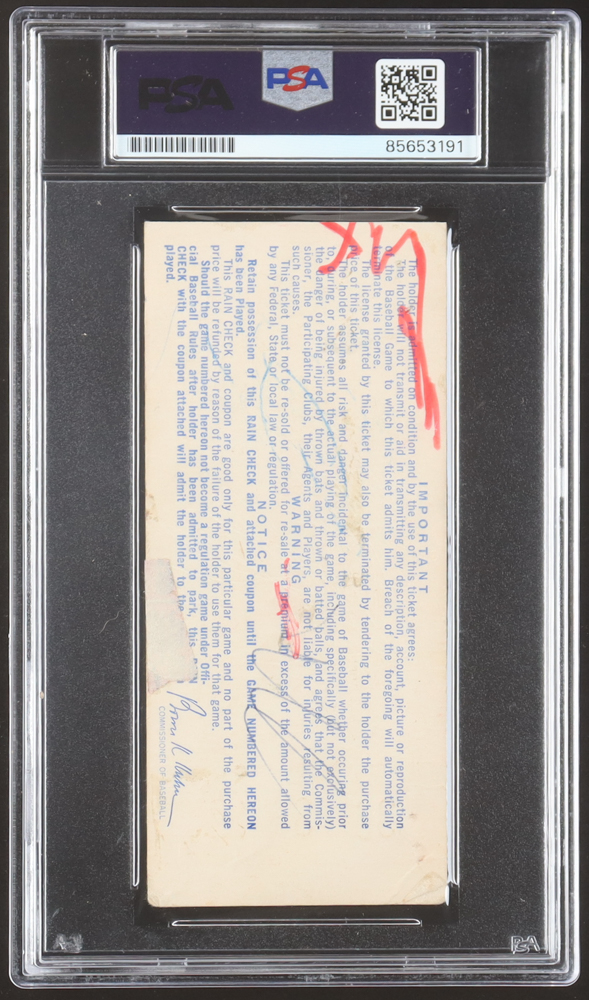 PSA
PSA
85653191
IMPORTANT
The holder is admitted on condition and by the use of this ticket agrees:
The holder will not transmit or aid in transmitting any description, account, picture or reproduction
of the Baseball Game to which this ticket admits him. Breach of the foregoing will automatically
terminate this license.
The license granted by this ticket may also be terminated by tendering to the holder the purchase
price of this ticket.
The holder assumes all risk and danger incidental to the game of Baseball whether occuring prior
to, during, or subsequent to the actual playing of the game, including specifically (but not exclusively)
the danger of being injured by thrown bats and thrown or batted balls, and agrees that the Commis-
sioner, the Participating Clubs, their Agents and Players, are not liable for injuries resulting from
such causes.
WARNING
This ticket must not be re-sold or offered for re-sale at a premium in excess of the amount allowed
by any Federal, State or local law or regulation.
NOTICE
Retain possession of this RAIN CHECK and attached coupon until the GAME NUMBERED HEREON
has been Played.
This RAIN CHECK and coupon are good only for this particular game and no part of the purchase
price will be refunded by reason of the failure of the holder to use them for that game.
Should the game numbered hereon not become a regulation game under Offi-
cial Baseball Rules after holder has been admitted to park, this
CHECK with the coupon attached will admit the holder to the
played.
Bowie K Kuhn
COMMISSIONER OF BASEBALL
PSA